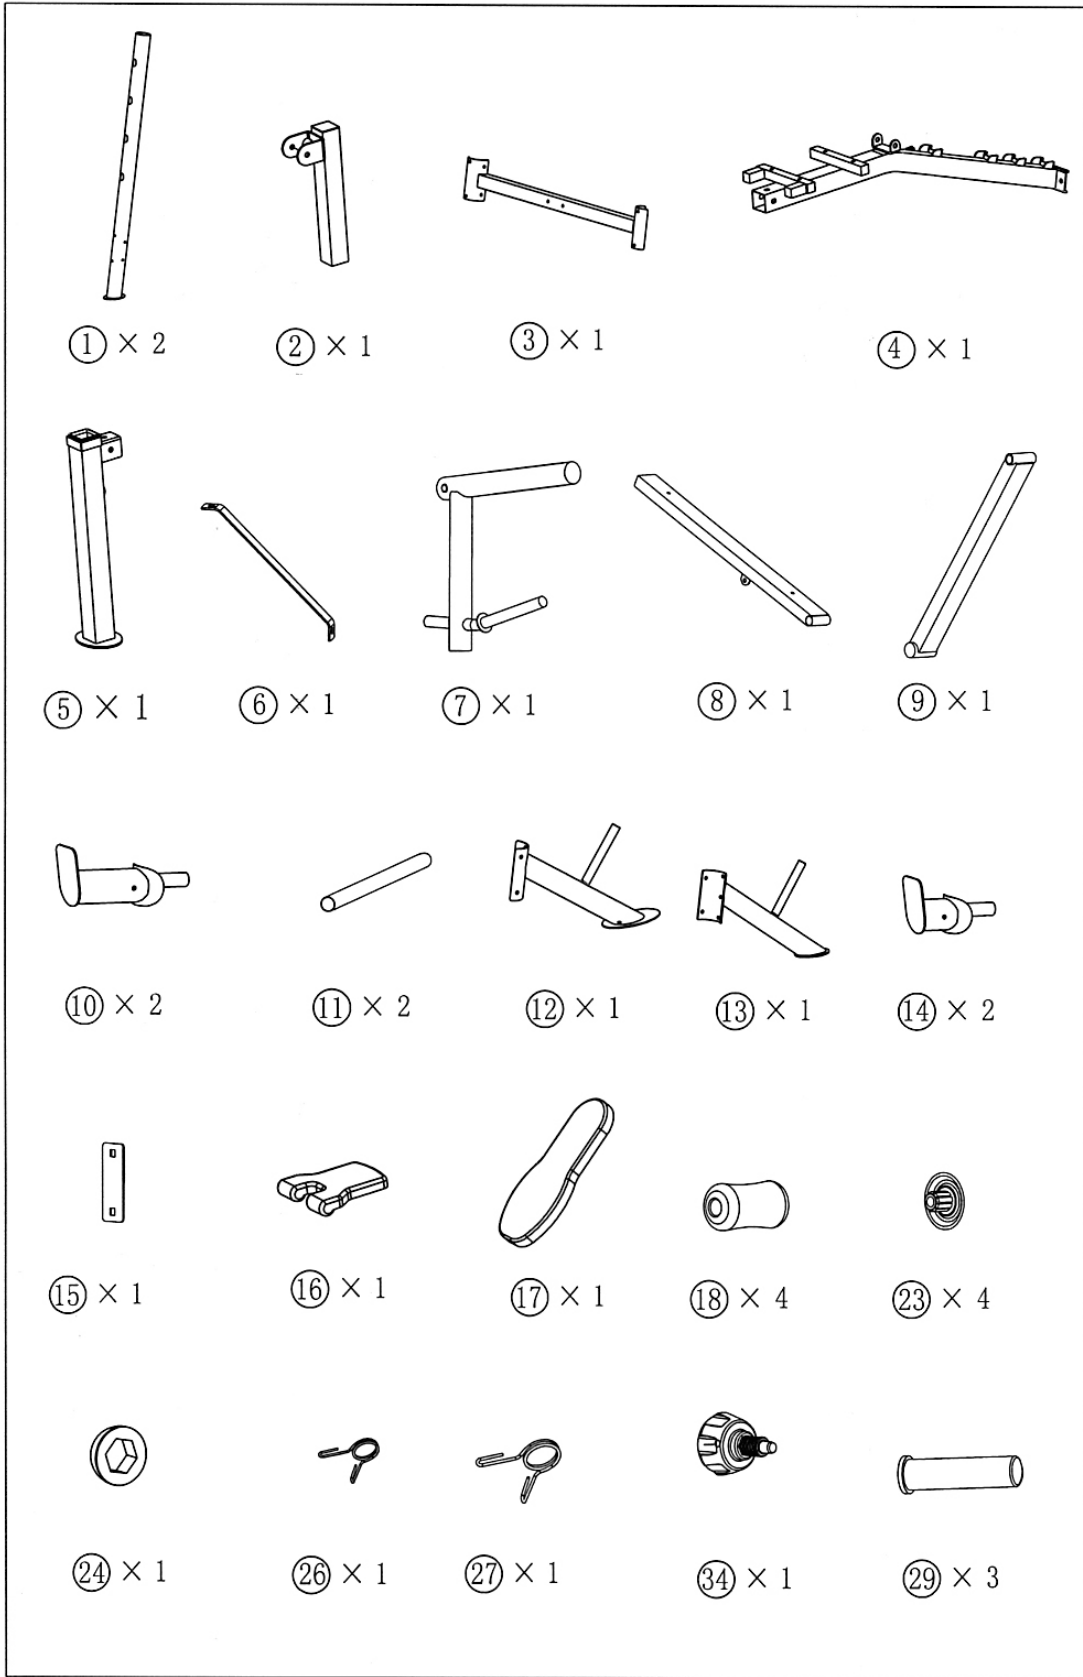 ① × 2 ② × 1 ③ × 1 ④ × 1
⑤ × 1 ⑥ × 1 ⑦ × 1 ⑧ × 1 ⑨ × 1
⑩ × 2 ⑪ × 2 ⑫ × 1 ⑬ × 1 ⑭ × 2
⑮ × 1 ⑯ × 1 ⑰ × 1 ⑱ × 4 ㉓ × 4
㉔ × 1 ㉖ × 1 ㉗ × 1 ㉞ × 1 ㉙ × 3